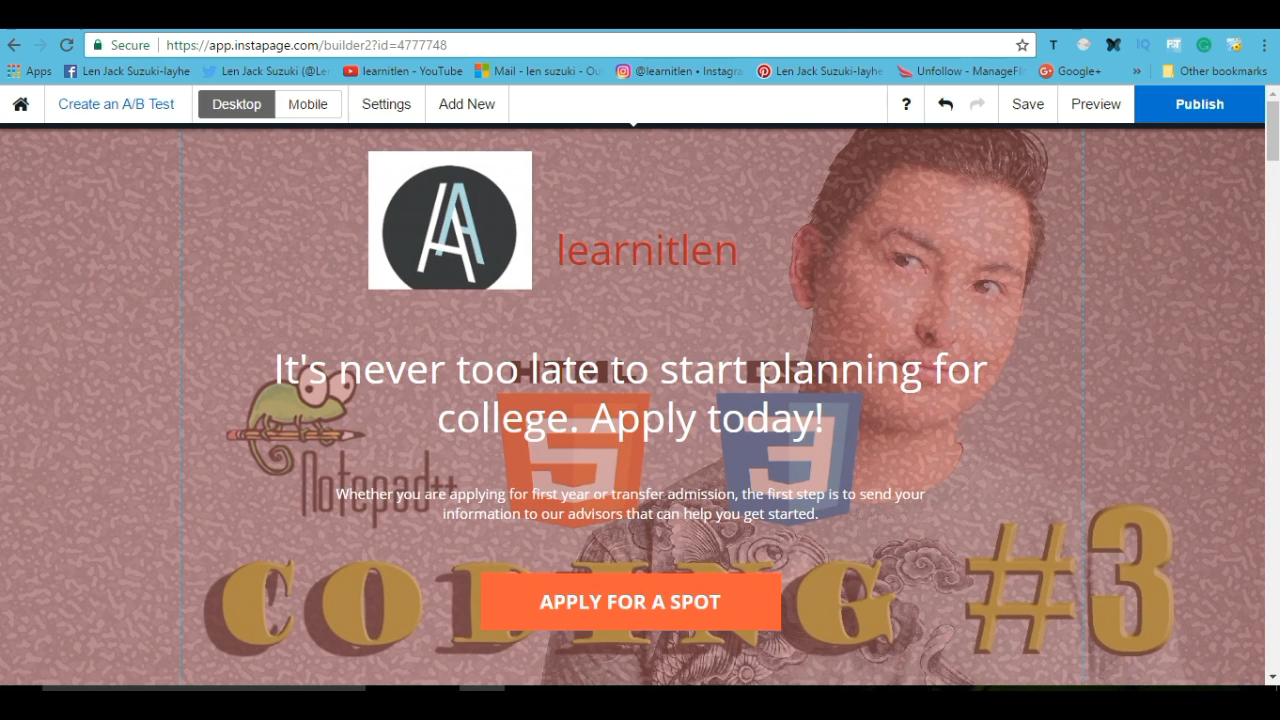 Secure
https://app.instapage.com/builder2?id=4777748
Apps
Len Jack Suzuki-layhe
Len Jack Suzuki (@Le
learnitlen - YouTube
Mail - len suzuki - Ou
@learnitlen • Instagra
Len Jack Suzuki-layhe
Unfollow - ManageFl
Google+
»
Other bookmarks
Create an A/B Test
Desktop
Mobile
Settings
Add New
?
Save
Preview
Publish
learnitlen
It's never too late to start planning for
college. Apply today!
Notepad++
Whether you are applying for first year or transfer admission, the first step is to send your
information to our advisors that can help you get started.
CODING #3
APPLY FOR A SPOT